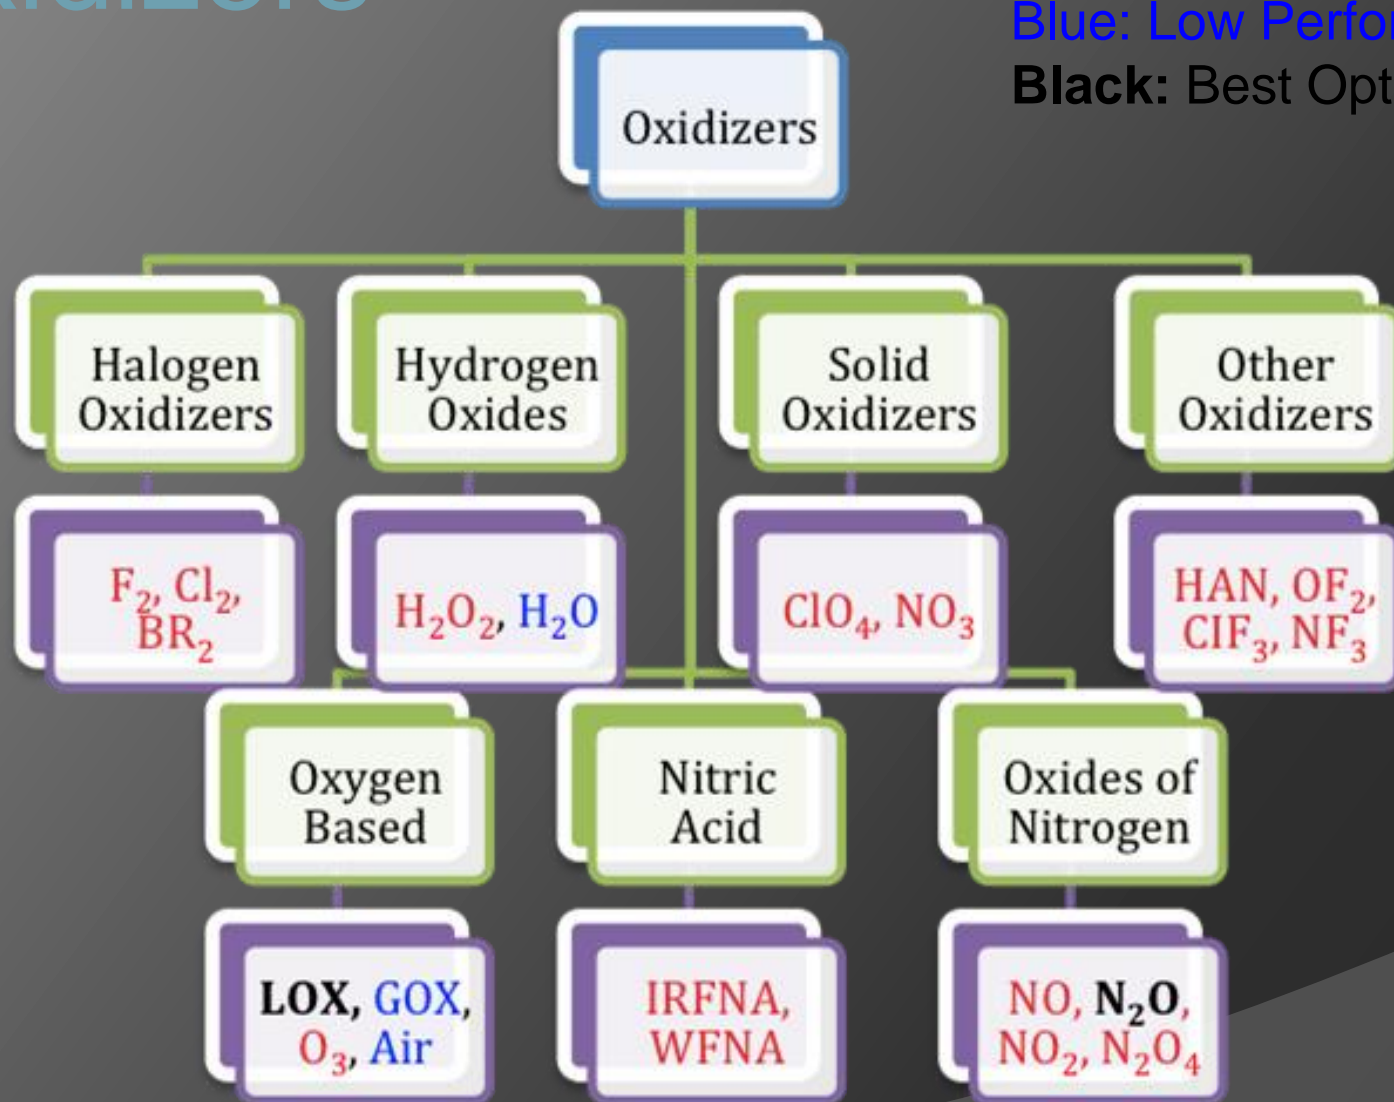 Blue: Low
Black: Best
Oxidizers
Halogen
Oxidizers
Hydrogen
Oxides
Solid
Oxidizers
Other
Oxidizers
F₂, Cl₂,
BR₂
H₂O₂, H₂O
ClO₄, NO₃
HAN, OF₂,
ClF₃, NF₃
Oxygen
Based
Nitric
Acid
Oxides of
Nitrogen
LOX, GOX,
O₃, Air
IRFNA,
WFNA
NO, N₂O,
NO₂, N₂O₄